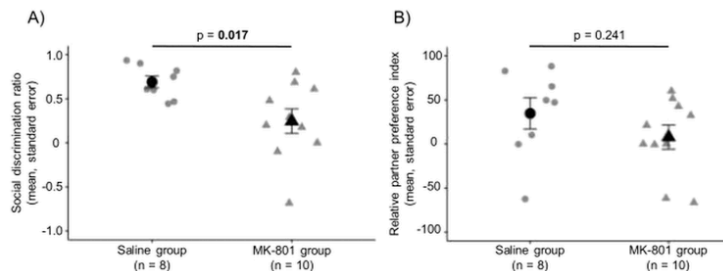 A)
p = 0.017
Social discrimination ratio
(mean, standard error)
1.0
0.5
0
-0.5
-1.0
Saline group
(n = 8)
MK-801 group
(n = 10)
B)
p = 0.241
Relative partner preference index
(mean, standard error)
100
50
0
-50
-100
Saline group
(n = 8)
MK-801 group
(n = 10)